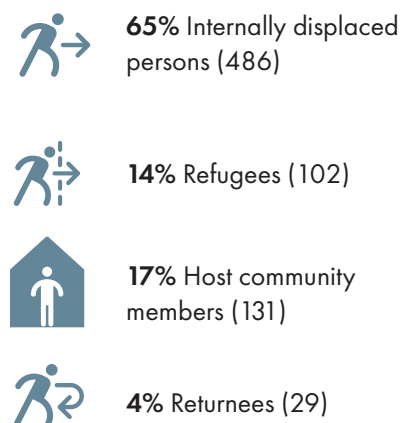 65% Internally displaced
persons (486)
14% Refugees (102)
17% Host community
members (131)
4% Returnees (29)